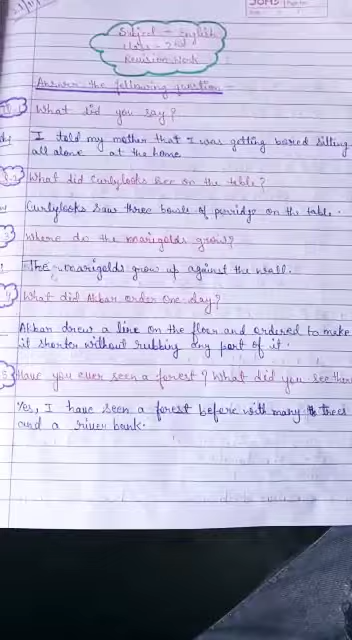 Subject - English
Class - 2nd
Revision Work
Answer the following question -
What did you say?
I told my mother that I was getting bored sitting
all alone at the home
What did Curlylocks see on the table?
Curlylocks saw three bowls of porridge on the table.
Where do the marigolds grow?
The marigolds grow up against the wall.
What did Akbar order One day?
Akbar drew a line on the floor and ordered to make
it shorter without rubbing any part of it.
Have you ever seen a forest? What did you see there
Yes, I have seen a forest before with many trees
and a river bank.